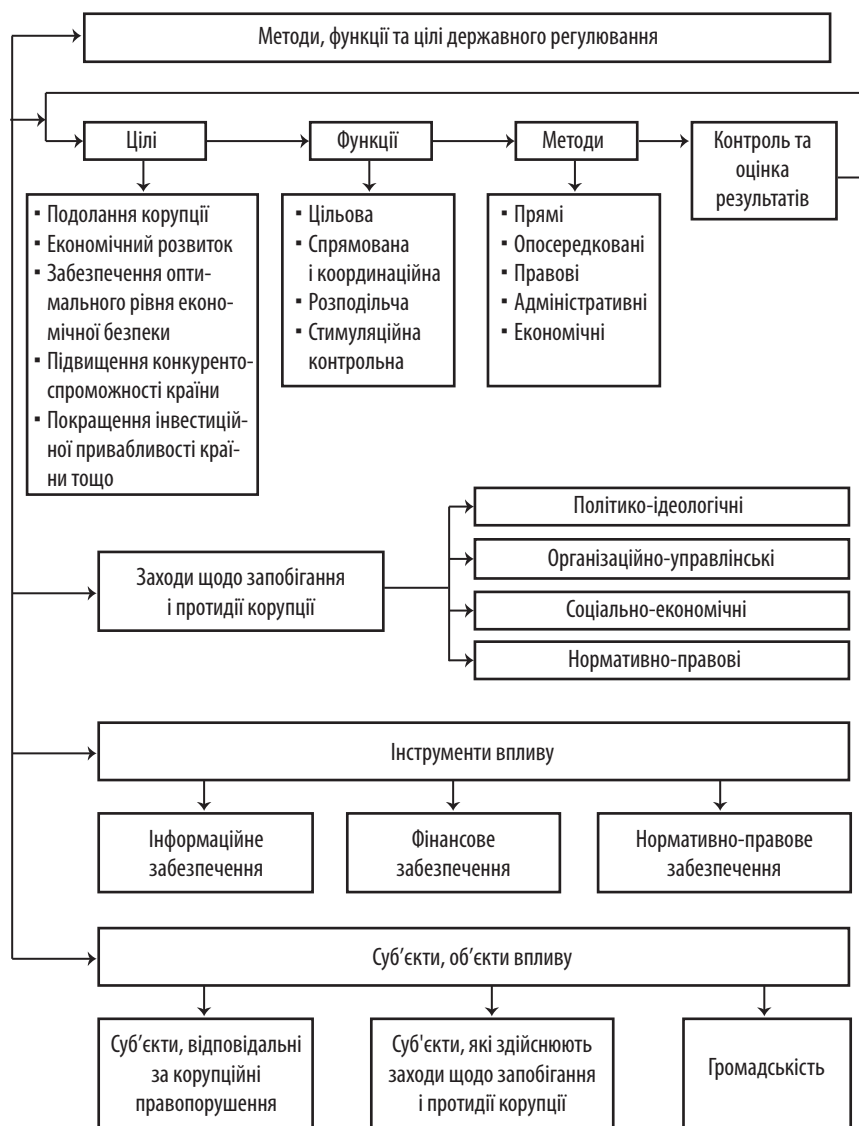 Методи, функції та цілі державного регулювання
Цілі
Функції
Методи
Контроль та
оцінка
результатів
▪ Подолання корупції
▪ Економічний розвиток
▪ Забезпечення опти-
мального рівня еконо-
мічної безпеки
▪ Підвищення конкуренто-
спроможності країни
▪ Покращення інвестицій-
ної привабливості краї-
ни тощо
▪ Цільова
▪ Спрямована
і координаційна
▪ Розподільча
▪ Стимуляційна
контрольна
▪ Прямі
▪ Опосередковані
▪ Правові
▪ Адміністративні
▪ Економічні
Заходи щодо запобігання
і протидії корупції
Політико-ідеологічні
Організаційно-управлінські
Соціально-економічні
Нормативно-правові
Інструменти впливу
Інформаційне
забезпечення
Фінансове
забезпечення
Нормативно-правове
забезпечення
Суб’єкти, об’єкти впливу
Суб’єкти, відповідальні
за корупційні
правопорушення
Суб'єкти, які здійснюють
заходи щодо запобігання
і протидії корупції
Громадськість